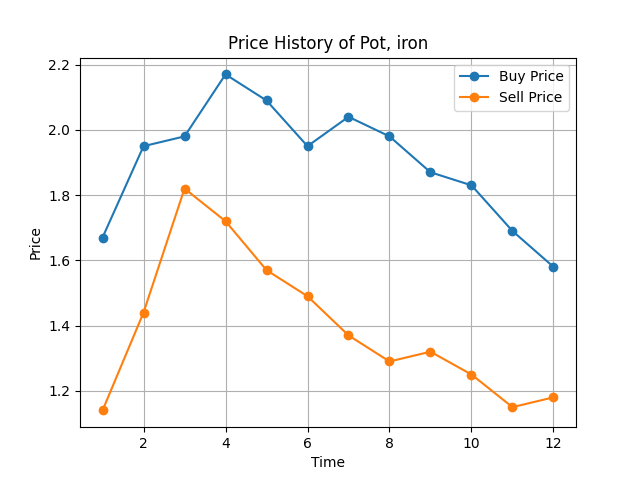 Price History of Pot, iron
Buy Price
Sell Price
2.2
2.0
1.8
1.6
1.4
1.2
Price
2 4 6 8 10 12
Time